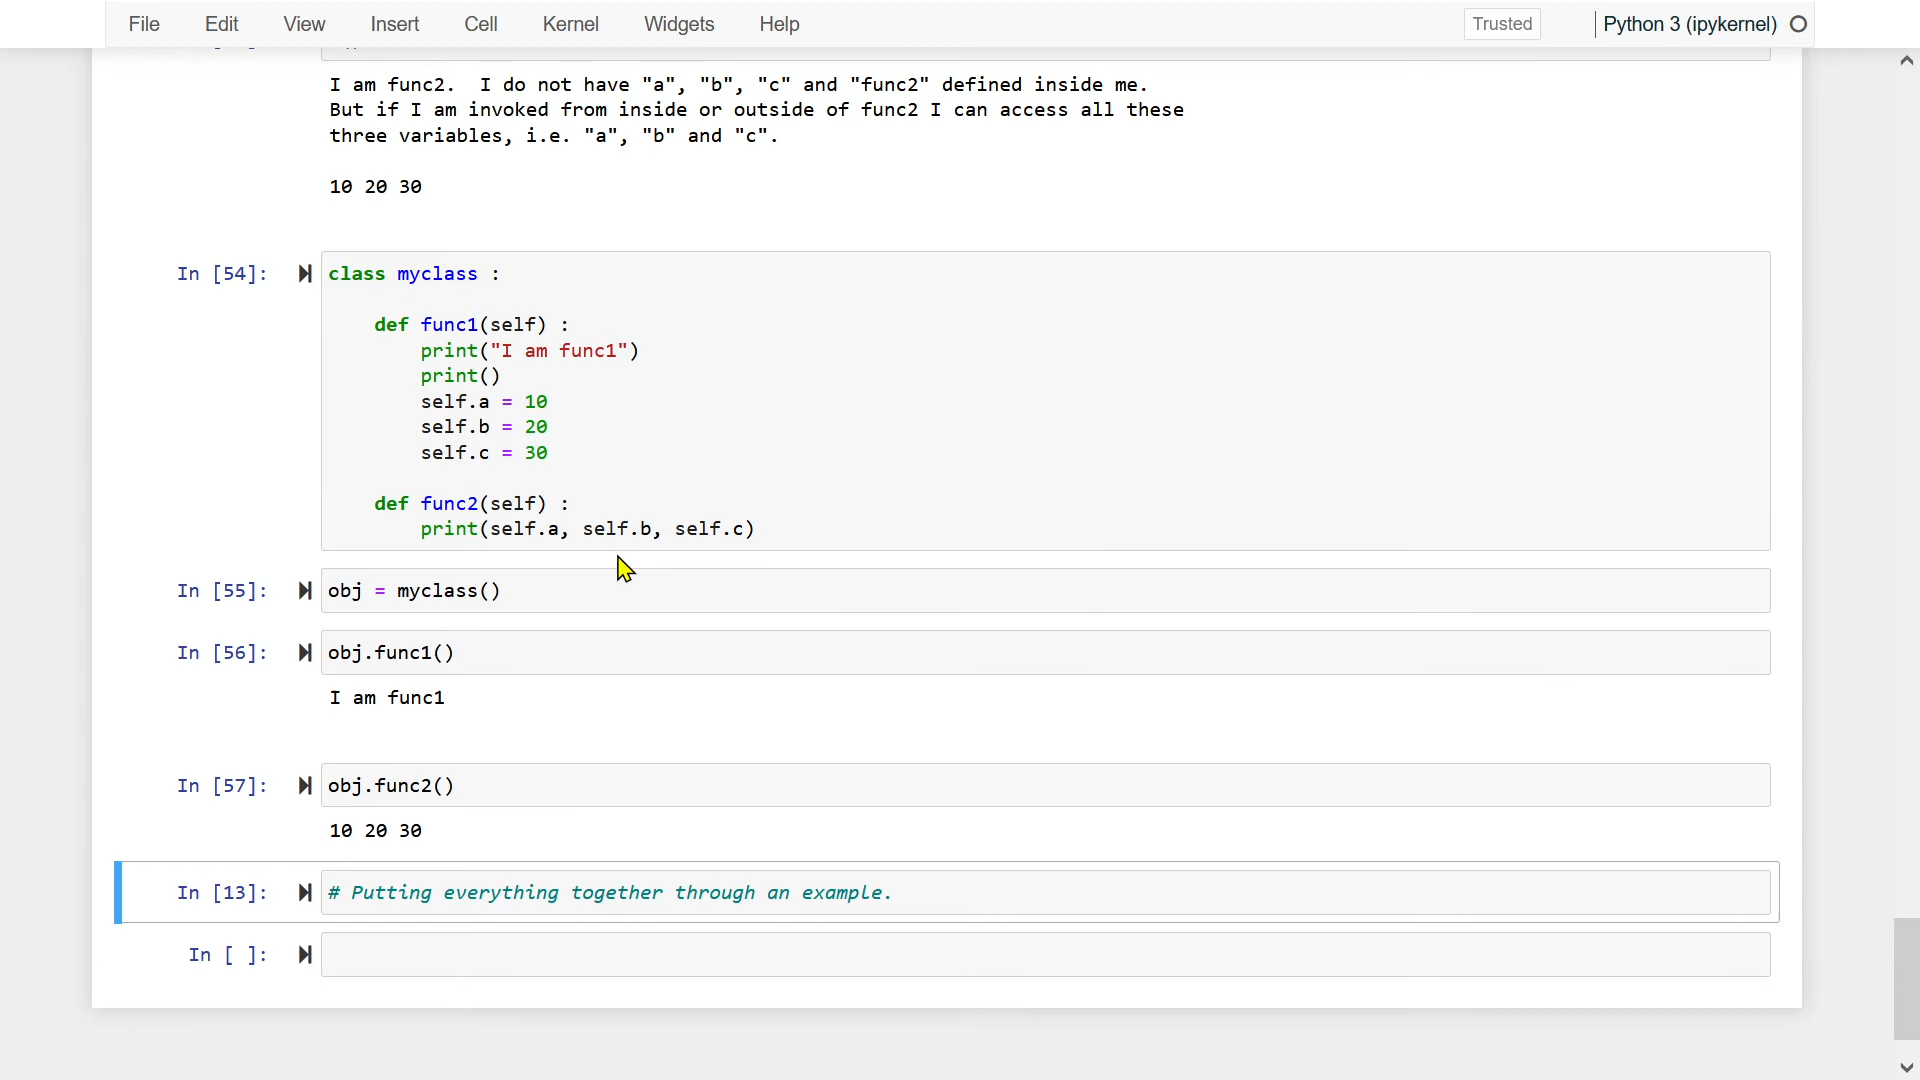 File Edit View Insert Cell Kernel Widgets Help Trusted Python 3 (ipykernel)
I am func2.  I do not have "a", "b", "c" and "func2" defined inside me.
But if I am invoked from inside or outside of func2 I can access all these
three variables, i.e. "a", "b" and "c".
10 20 30
In [54]: class myclass :
    def func1(self) :
        print("I am func1")
        print()
        self.a = 10
        self.b = 20
        self.c = 30
    def func2(self) :
        print(self.a, self.b, self.c)
In [55]: obj = myclass()
In [56]: obj.func1()
I am func1
In [57]: obj.func2()
10 20 30
In [13]: # Putting everything together through an example.
In [ ]: